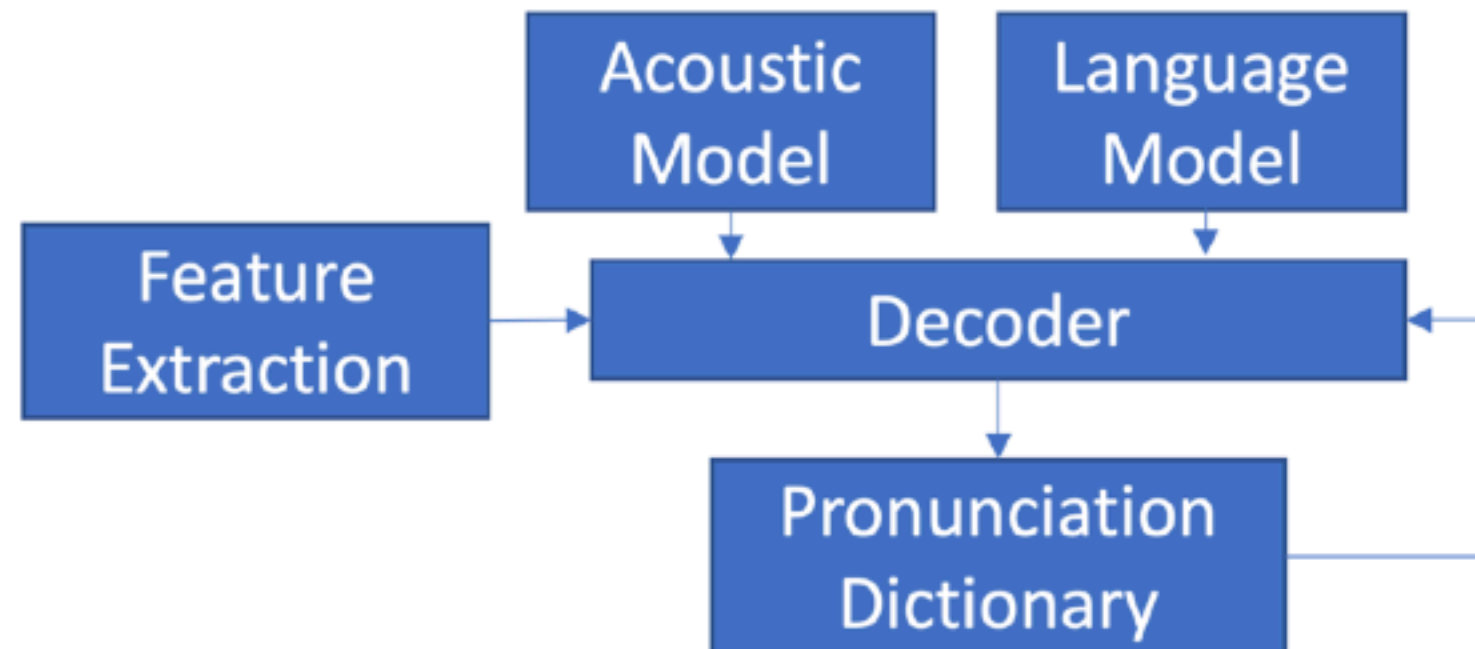 Acoustic
Model
Language
Model
Feature
Extraction
Decoder
Pronunciation
Dictionary